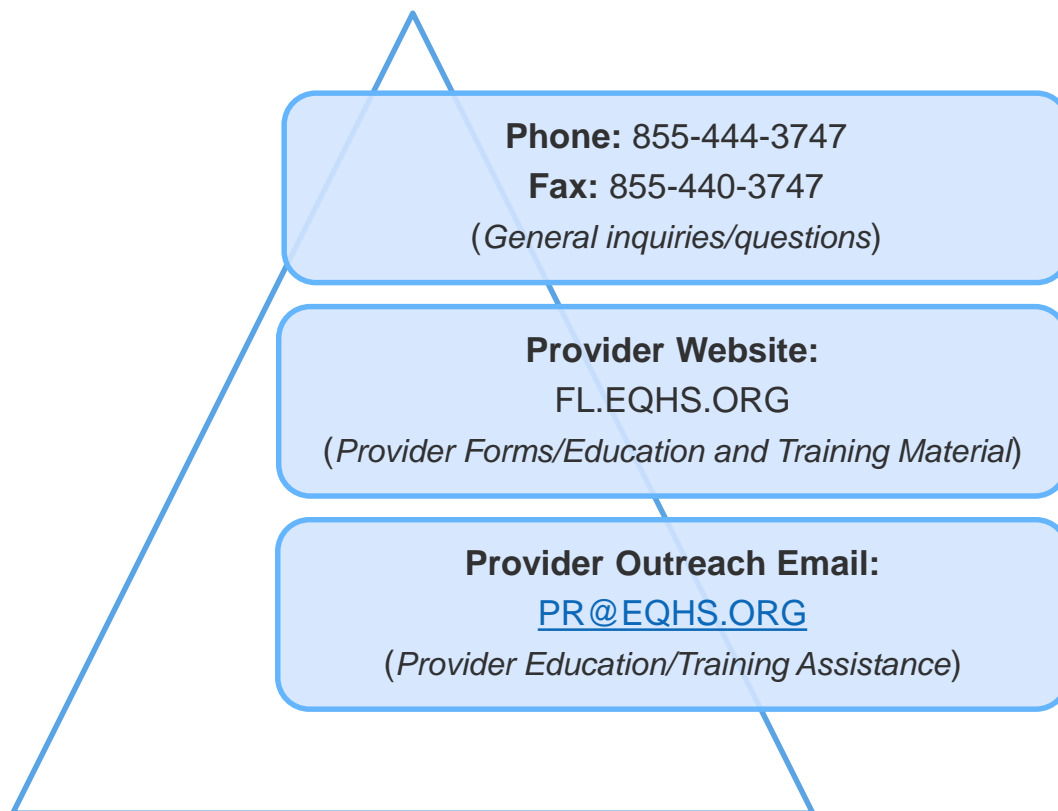 Phone: 855-444-3747
Fax: 855-440-3747
(General inquiries/questions)
Provider Website:
FL.EQHS.ORG
(Provider Forms/Education and Training Material)
Provider Outreach Email:
PR@EQHS.ORG
(Provider Education/Training Assistance)